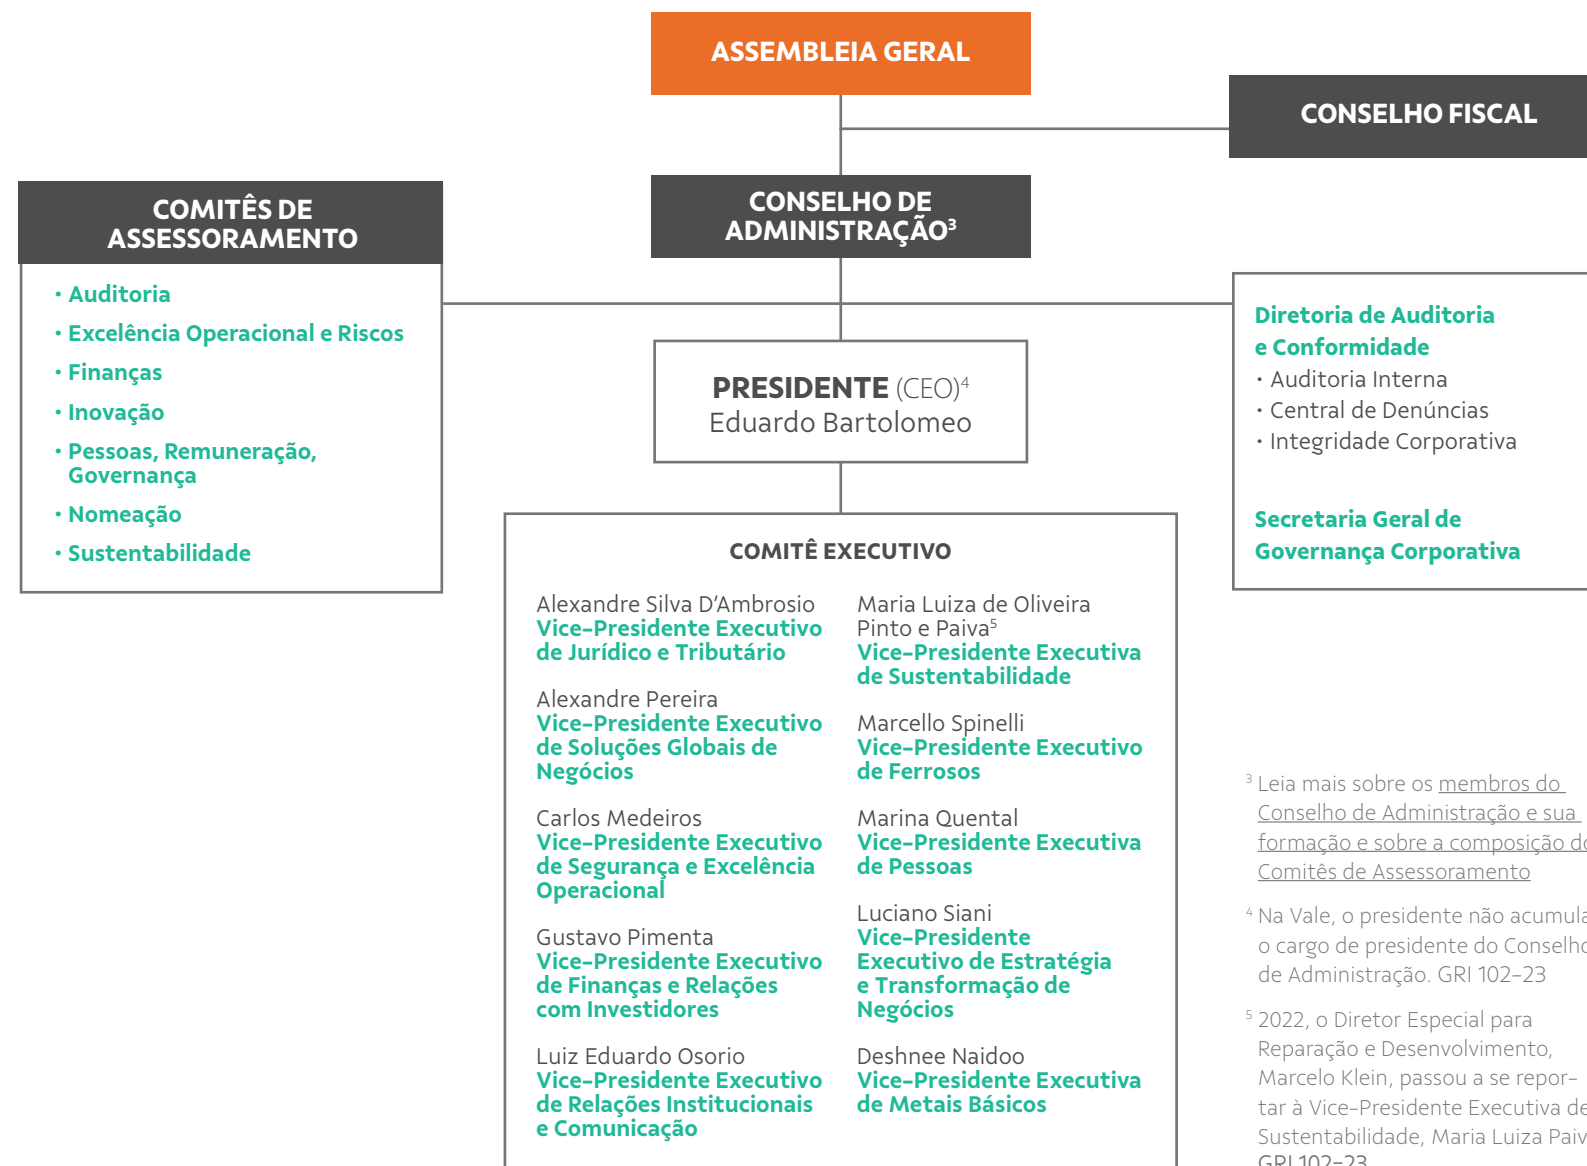 ASSEMBLEIA GERAL
CONSELHO FISCAL
COMITÊS DE
ASSESSORAMENTO
• Auditoria
• Excelência Operacional e Riscos
• Finanças
• Inovação
• Pessoas, Remuneração,
Governança
• Nomeação
• Sustentabilidade
CONSELHO DE
ADMINISTRAÇÃO³
PRESIDENTE (CEO)⁴
Eduardo Bartolomeo
Diretoria de Auditoria
e Conformidade
• Auditoria Interna
• Central de Denúncias
• Integridade Corporativa
Secretaria Geral de
Governança Corporativa
COMITÊ EXECUTIVO
Alexandre Silva D’Ambrosio
Vice-Presidente Executivo
de Jurídico e Tributário
Alexandre Pereira
Vice-Presidente Executivo
de Soluções Globais de
Negócios
Carlos Medeiros
Vice-Presidente Executivo
de Segurança e Excelência
Operacional
Gustavo Pimenta
Vice-Presidente Executivo
de Finanças e Relações
com Investidores
Luiz Eduardo Osorio
Vice-Presidente Executivo
de Relações Institucionais
e Comunicação
Maria Luiza de Oliveira
Pinto e Paiva⁵
Vice-Presidente Executiva
de Sustentabilidade
Marcello Spinelli
Vice-Presidente Executivo
de Ferrosos
Marina Quental
Vice-Presidente Executiva
de Pessoas
Luciano Siani
Vice-Presidente
Executivo de Estratégia
e Transformação de
Negócios
Deshnee Naidoo
Vice-Presidente Executiva
de Metais Básicos
³ Leia mais sobre os membros do
Conselho de Administração e sua
formação e sobre a composição
Comitês de Assessoramento
⁴ Na Vale, o presidente não acumula
o cargo de presidente do Conselho
de Administração. GRI 102-23
⁵ 2022, o Diretor Especial para
Reparação e Desenvolvimento,
Marcelo Klein, passou a se repor-
tar à Vice-Presidente Executiva de
Sustentabilidade, Maria Luiza
GRI 102-23